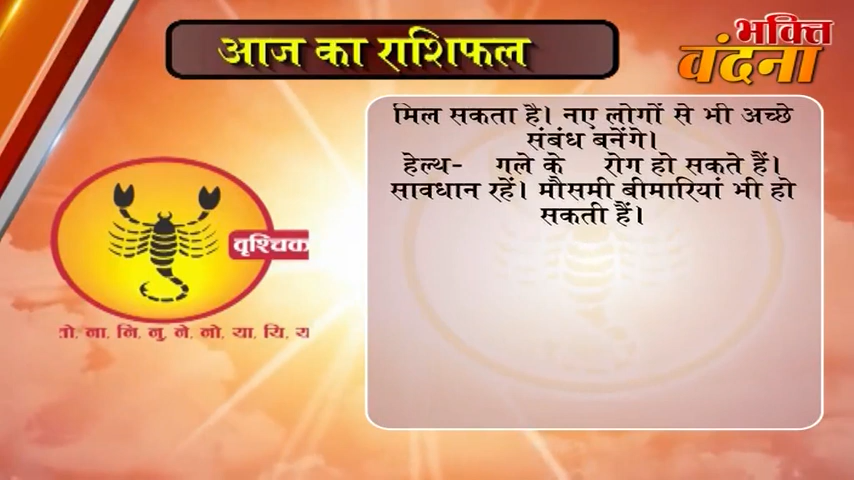 आज का राशिफल
भक्ति
वंदना
मिल सकता है। नए लोगों से भी अच्छे
संबंध बनेंगे।
हेल्थ- गले के रोग हो सकते हैं।
सावधान रहें। मौसमी बीमारियां भी हो
सकती हैं।
वृश्चिक
ना, नि, नु, ने, नो, या, यि,